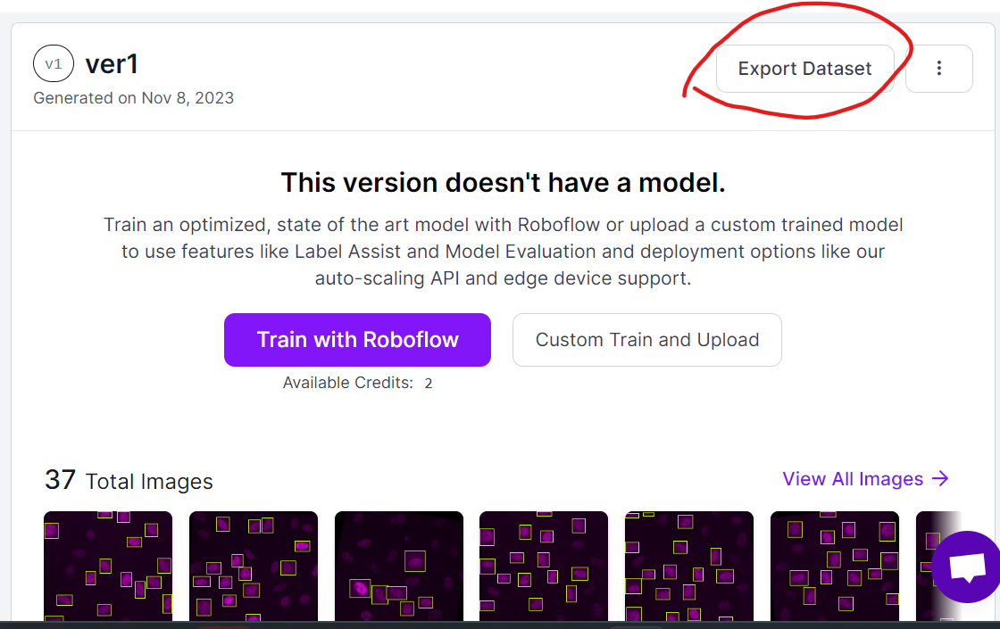 v1 ver1
Export Dataset
Generated on Nov 8, 2023
This version doesn't have a model.
Train an optimized, state of the art model with Roboflow or upload a custom trained model
to use features like Label Assist and Model Evaluation and deployment options like our
auto-scaling API and edge device support.
Train with Roboflow
Custom Train and Upload
Available Credits: 2
37 Total Images
View All Images →